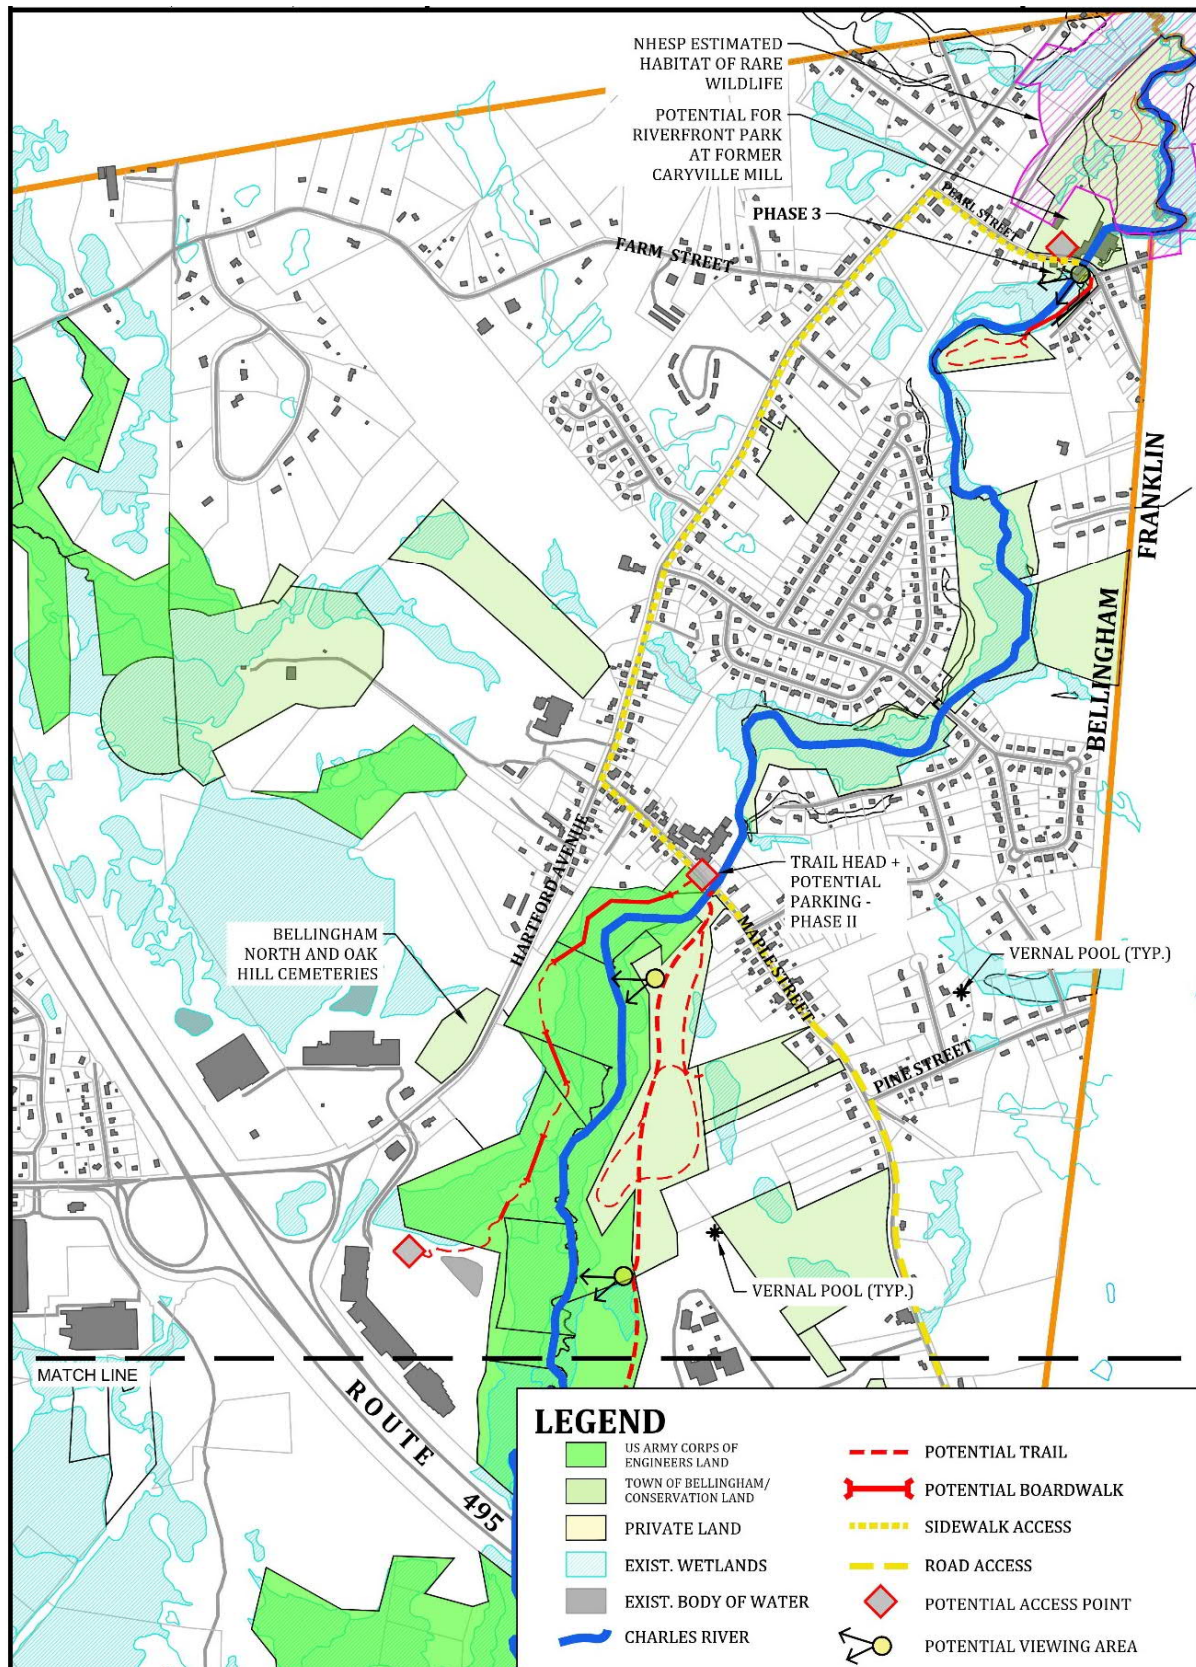 NHESP ESTIMATED
HABITAT OF RARE
WILDLIFE
POTENTIAL FOR
RIVERFRONT PARK
AT FORMER
CARYVILLE MILL
PEARL STREET
PHASE 3
FARM STREET
FRANKLIN
BELLINGHAM
HARTFORD AVENUE
TRAIL HEAD +
POTENTIAL
PARKING -
PHASE II
BELLINGHAM
NORTH AND OAK
HILL CEMETERIES
MAPLE STREET
VERNAL POOL (TYP.)
PINE STREET
VERNAL POOL (TYP.)
MATCH LINE
ROUTE 495
LEGEND
US ARMY CORPS OF
ENGINEERS LAND
TOWN OF BELLINGHAM/
CONSERVATION LAND
PRIVATE LAND
EXIST. WETLANDS
EXIST. BODY OF WATER
CHARLES RIVER
POTENTIAL TRAIL
POTENTIAL BOARDWALK
SIDEWALK ACCESS
ROAD ACCESS
POTENTIAL ACCESS POINT
POTENTIAL VIEWING AREA